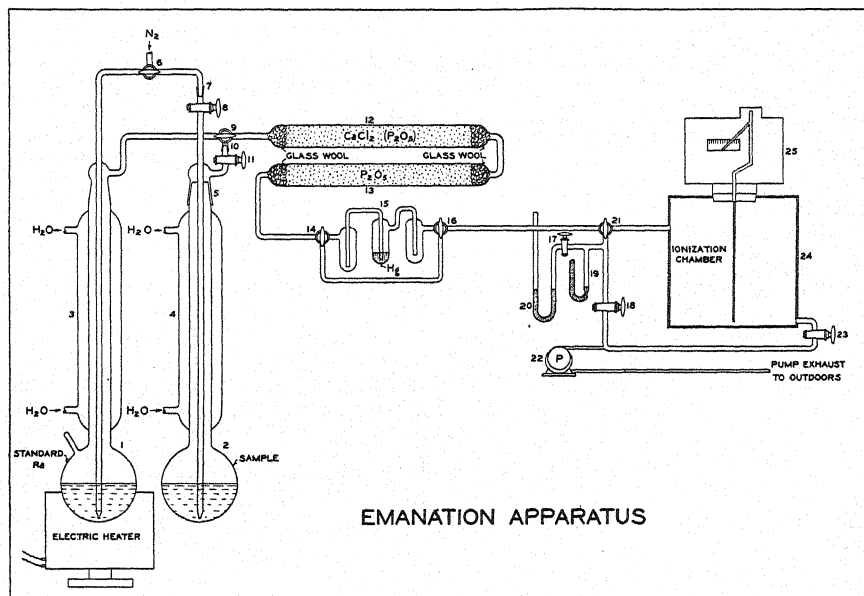 N₂
6
7
8
9
10
11
12
CaCl₂ (P₂O₅)
GLASS WOOL
GLASS WOOL
P₂O₅
13
5
H₂O
H₂O
3
4
14
15
16
Hg
17
21
19
20
18
IONIZATION
CHAMBER
24
25
22
P
23
PUMP EXHAUST
TO OUTDOORS
H₂O
H₂O
1
2
STANDARD
Ra
SAMPLE
ELECTRIC HEATER
EMANATION APPARATUS